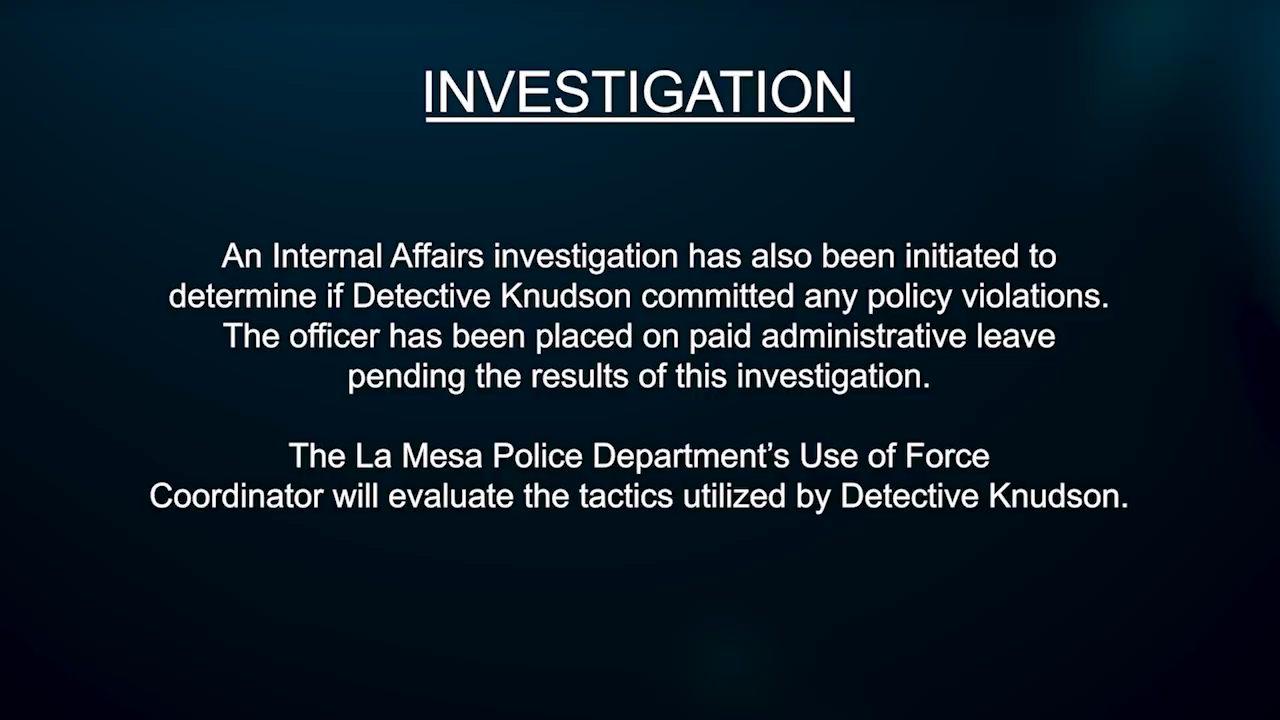 INVESTIGATION
An Internal Affairs investigation has also been initiated to
determine if Detective Knudson committed any policy violations.
The officer has been placed on paid administrative leave
pending the results of this investigation.
The La Mesa Police Department’s Use of Force
Coordinator will evaluate the tactics utilized by Detective Knudson.